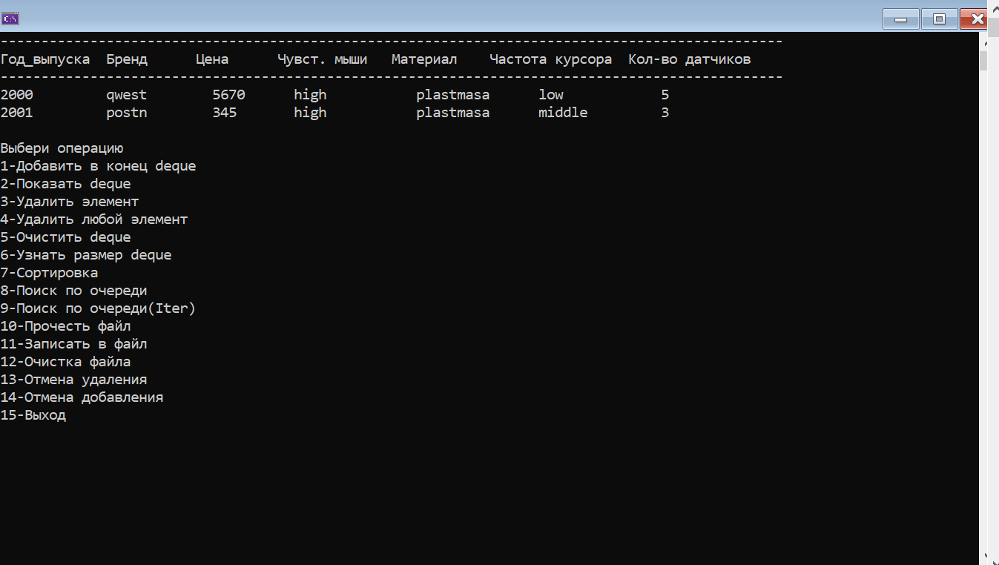 C:\
------------------------------------------------------------------------------------------------
Год_выпуска Бренд Цена Чувст. мыши Материал Частота курсора Кол-во датчиков
------------------------------------------------------------------------------------------------
2000 qwest 5670 high plastmasa low 5
2001 postn 345 high plastmasa middle 3
Выбери операцию
1-Добавить в конец deque
2-Показать deque
3-Удалить элемент
4-Удалить любой элемент
5-Очистить deque
6-Узнать размер deque
7-Сортировка
8-Поиск по очереди
9-Поиск по очереди(Iter)
10-Прочесть файл
11-Записать в файл
12-Очистка файла
13-Отмена удаления
14-Отмена добавления
15-Выход